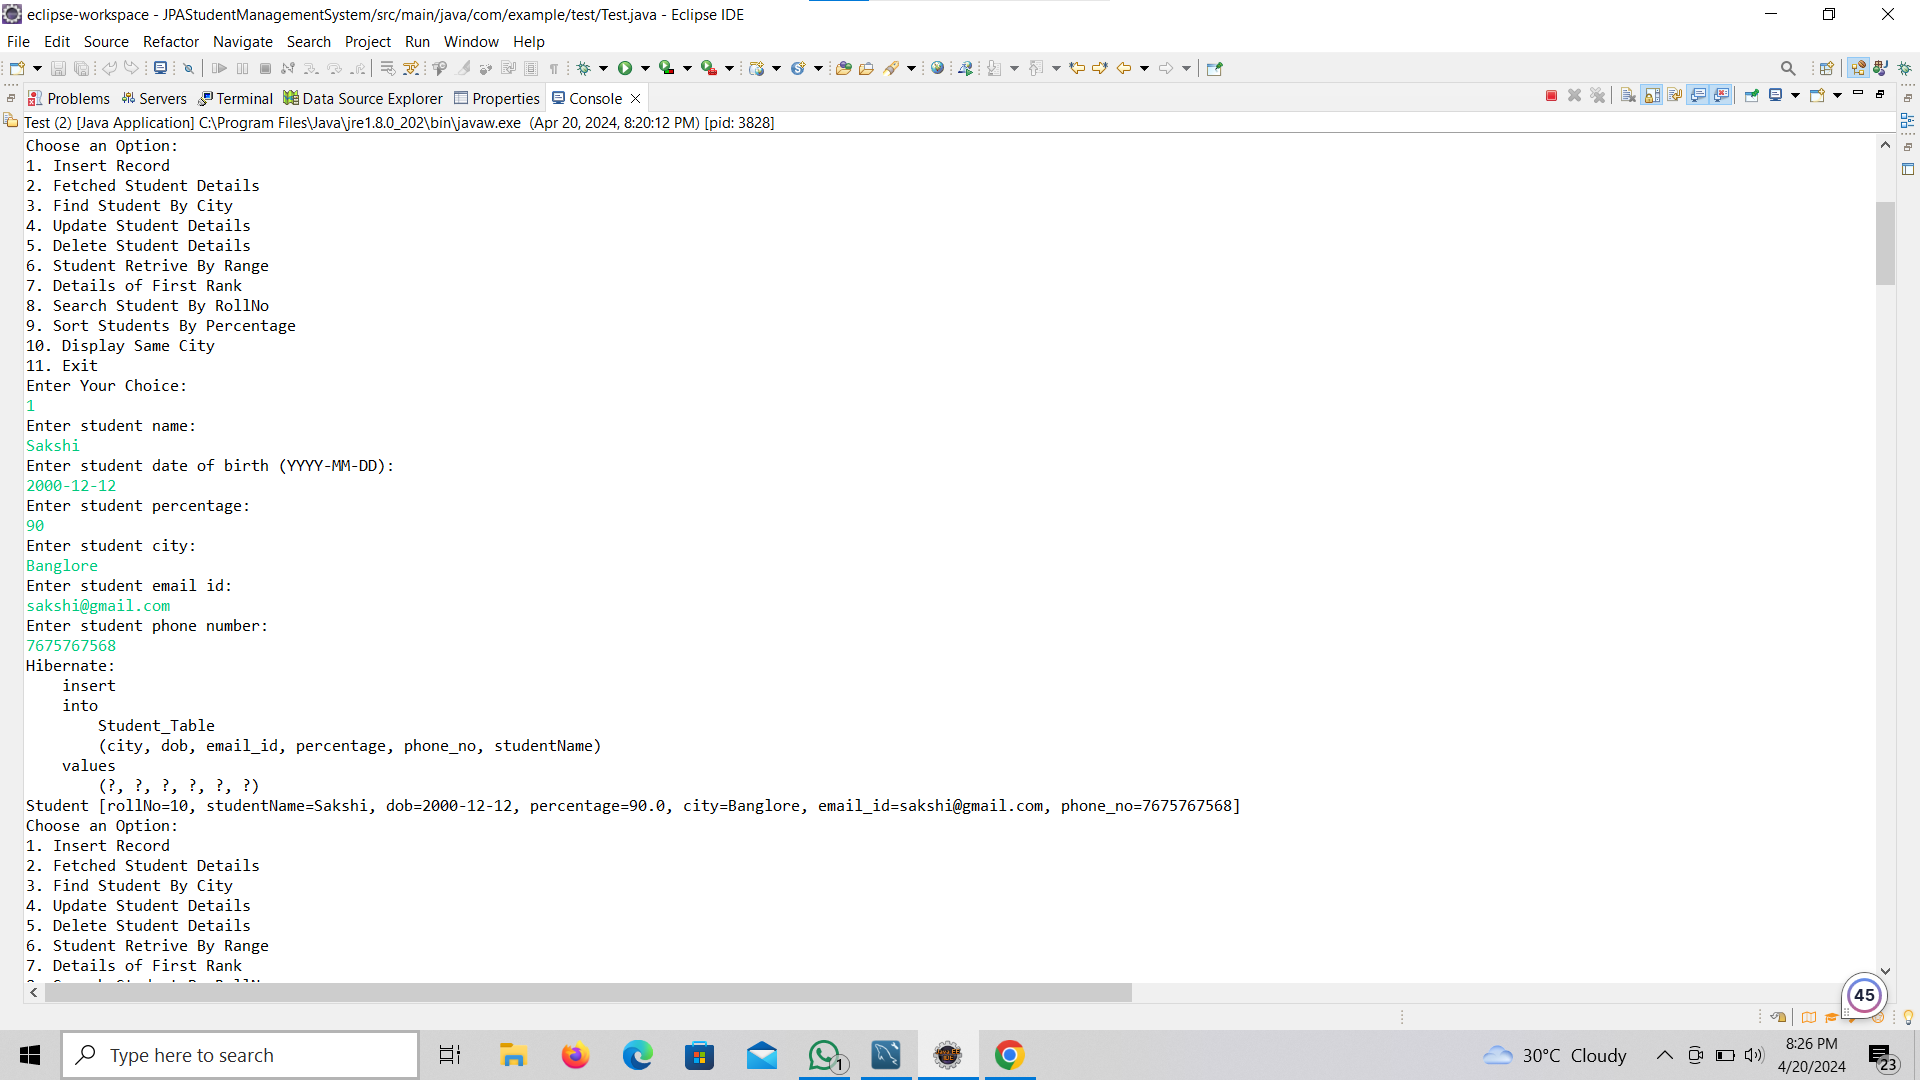 eclipse-workspace - JPAStudentManagementSystem/src/main/java/com/example/test/Test.java - Eclipse IDE
File Edit Source Refactor Navigate Search Project Run Window Help
Problems Servers Terminal Data Source Explorer Properties Console
Test (2) [Java Application] C:\Program Files\Java\jre1.8.0_202\bin\javaw.exe (Apr 20, 2024, 8:20:12 PM) [pid: 3828]
Choose an Option:
1. Insert Record
2. Fetched Student Details
3. Find Student By City
4. Update Student Details
5. Delete Student Details
6. Student Retrive By Range
7. Details of First Rank
8. Search Student By RollNo
9. Sort Students By Percentage
10. Display Same City
11. Exit
Enter Your Choice:
1
Enter student name:
Sakshi
Enter student date of birth (YYYY-MM-DD):
2000-12-12
Enter student percentage:
90
Enter student city:
Banglore
Enter student email id:
sakshi@gmail.com
Enter student phone number:
7675767568
Hibernate:
insert
into
Student_Table
(city, dob, email_id, percentage, phone_no, studentName)
values
(?, ?, ?, ?, ?, ?)
Student [rollNo=10, studentName=Sakshi, dob=2000-12-12, percentage=90.0, city=Banglore, email_id=sakshi@gmail.com, phone_no=7675767568]
Choose an Option:
1. Insert Record
2. Fetched Student Details
3. Find Student By City
4. Update Student Details
5. Delete Student Details
6. Student Retrive By Range
7. Details of First Rank
45
Type here to search
1
30°C Cloudy
8:26 PM
4/20/2024
23